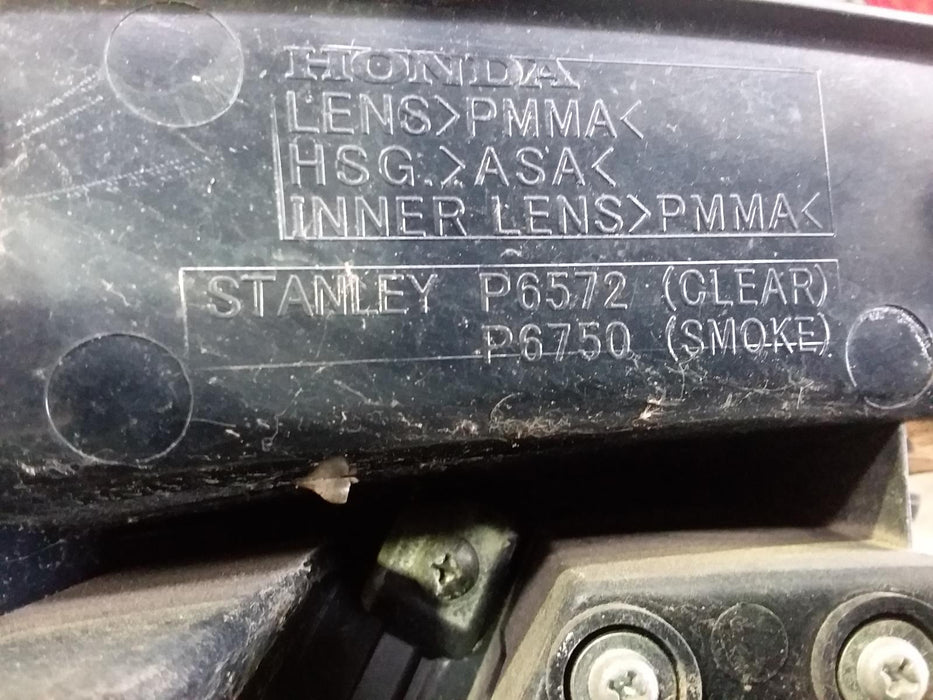 HONDA
LENS>PMMA<
HSG.>ASA<
INNER LENS>PMMA<
STANLEY P6572 (CLEAR)
P6750 (SMOKE)